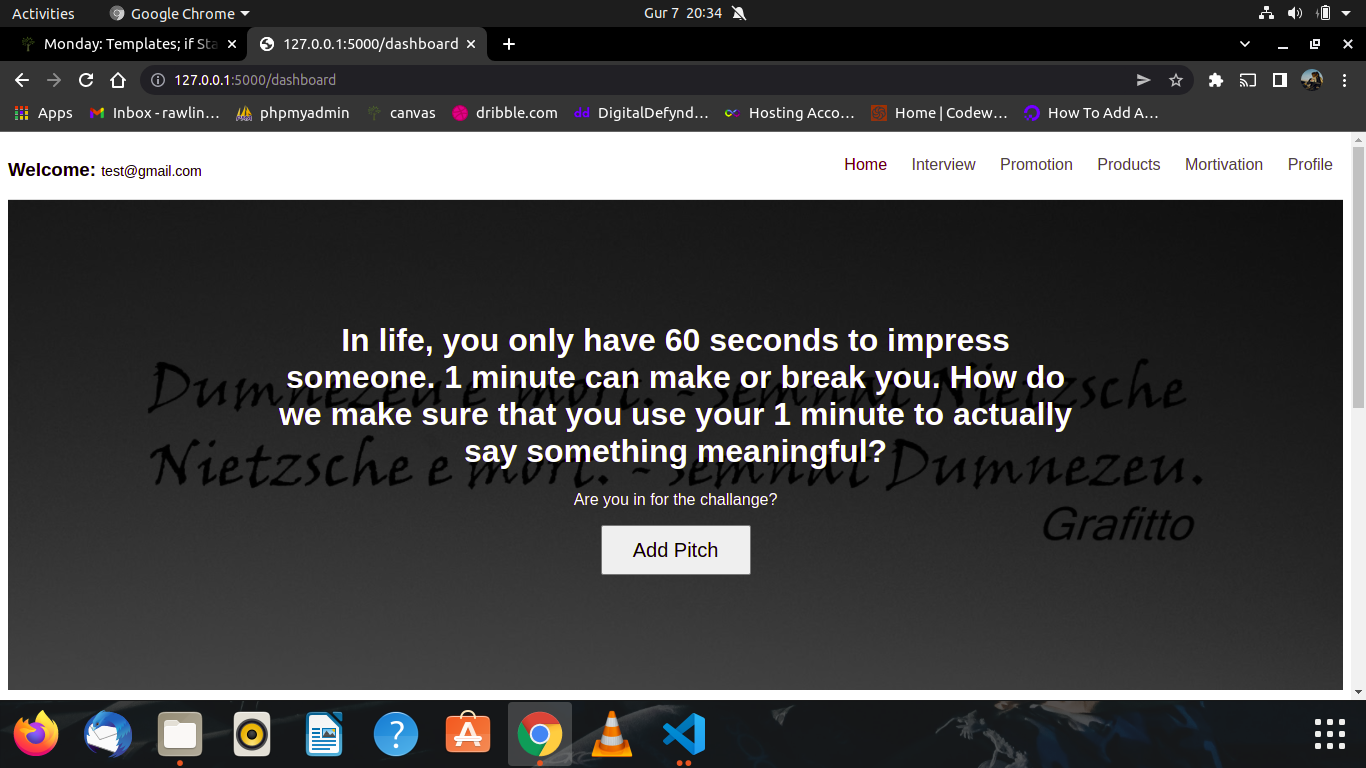 Activities Google Chrome Gur 7 20:34
Monday: Templates; if Sta 127.0.0.1:5000/dashboard
127.0.0.1:5000/dashboard
Apps Inbox - rawlin… phpmyadmin canvas dribble.com DigitalDefynd… Hosting Acco… Home | Codew… How To Add A…
Welcome: test@gmail.com Home Interview Promotion Products Mortivation Profile
In life, you only have 60 seconds to impress
someone. 1 minute can make or break you. How do
we make sure that you use your 1 minute to actually
say something meaningful?
Dumnezeu e mort. - semnat Nietzsche
Nietzsche e mort. - semnat Dumnezeu.
Grafitto
Are you in for the challange?
Add Pitch